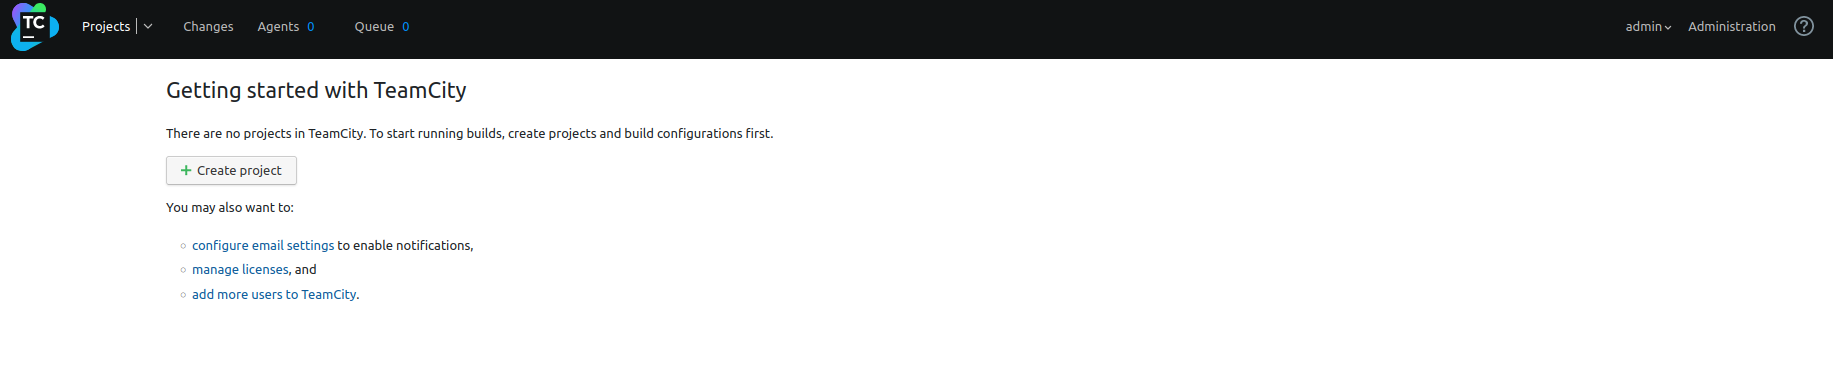 TC Projects Changes Agents 0 Queue 0 admin Administration ?
Getting started with TeamCity
There are no projects in TeamCity. To start running builds, create projects and build configurations first.
+ Create project
You may also want to:
configure email settings to enable notifications,
manage licenses, and
add more users to TeamCity.